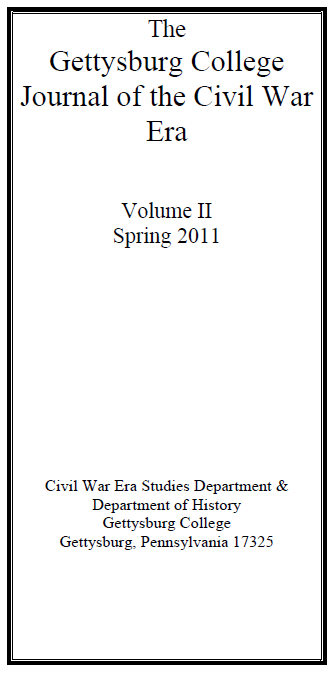 The
Gettysburg College
Journal of the Civil War
Era
Volume II
Spring 2011
Civil War Era Studies Department &
Department of History
Gettysburg College
Gettysburg, Pennsylvania 17325